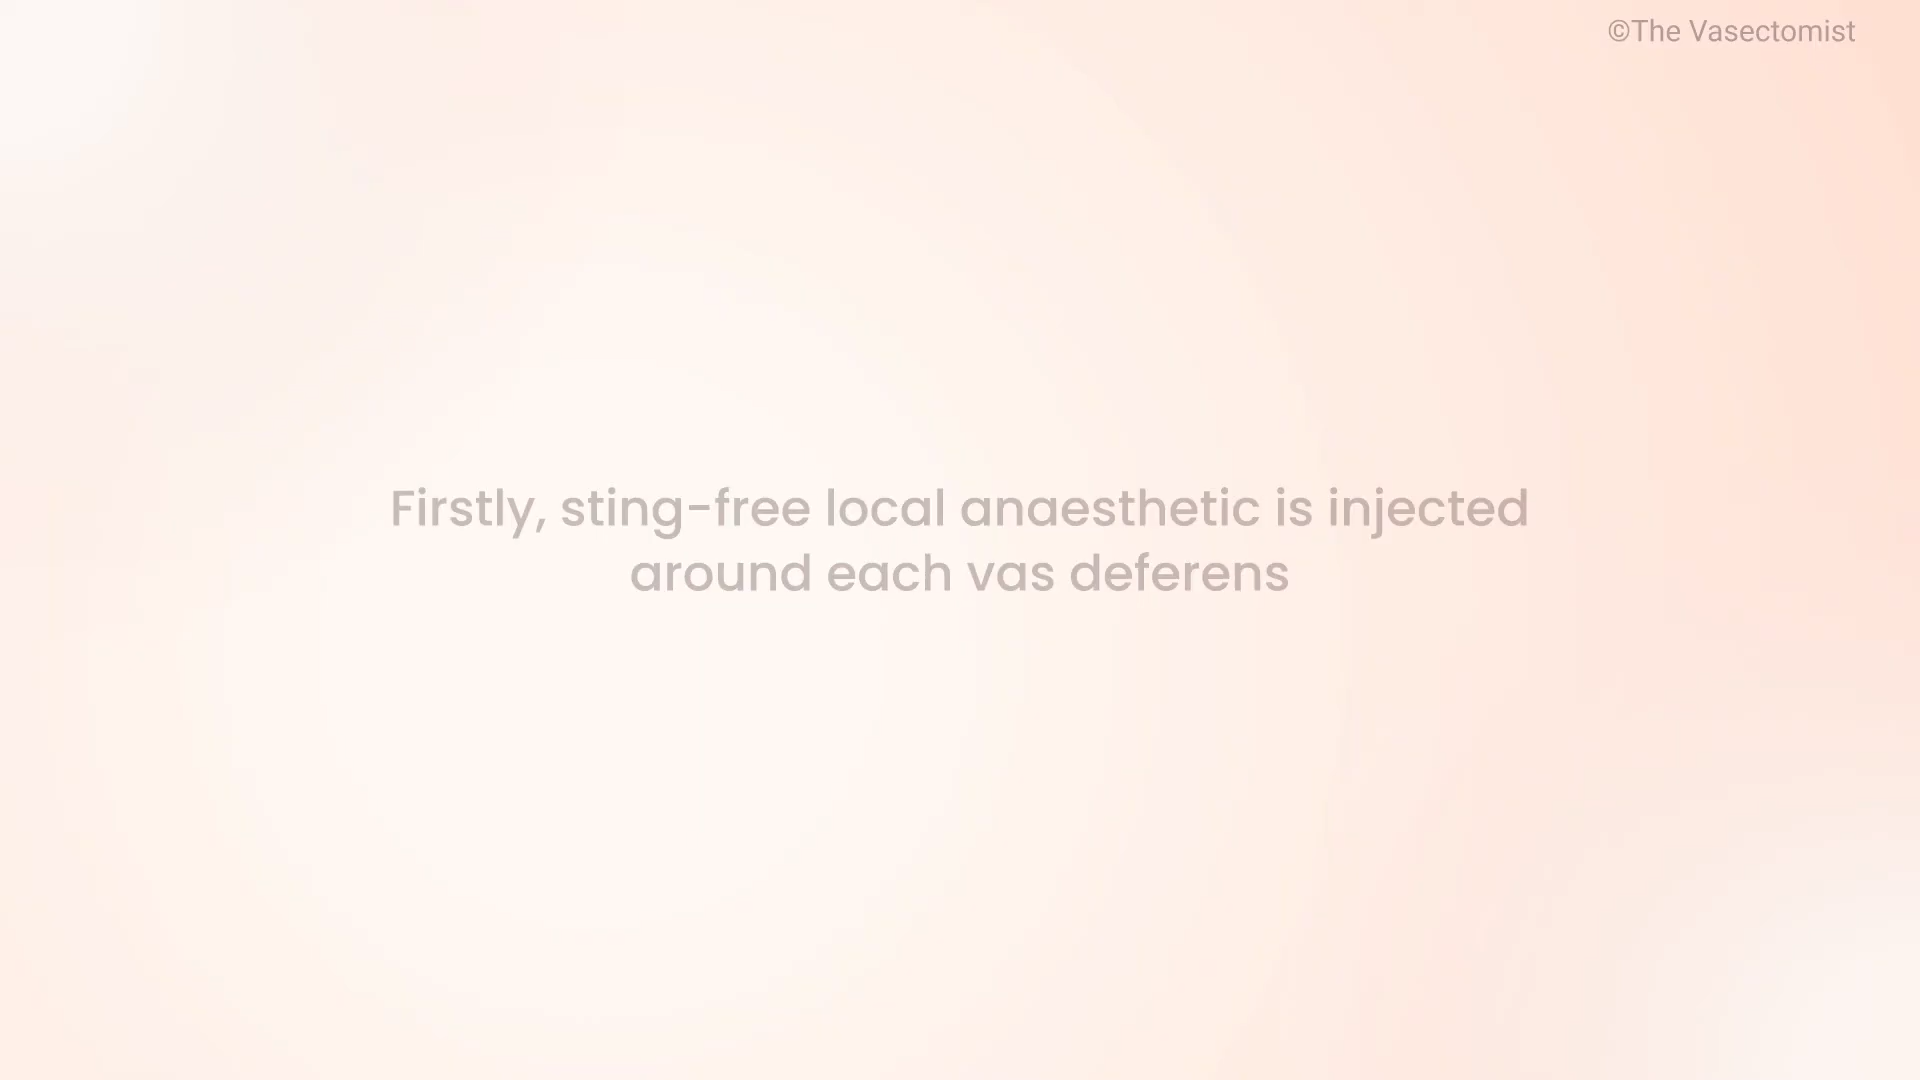 ©The Vasectomist
Firstly, sting-free local anaesthetic is injected
around each vas deferens